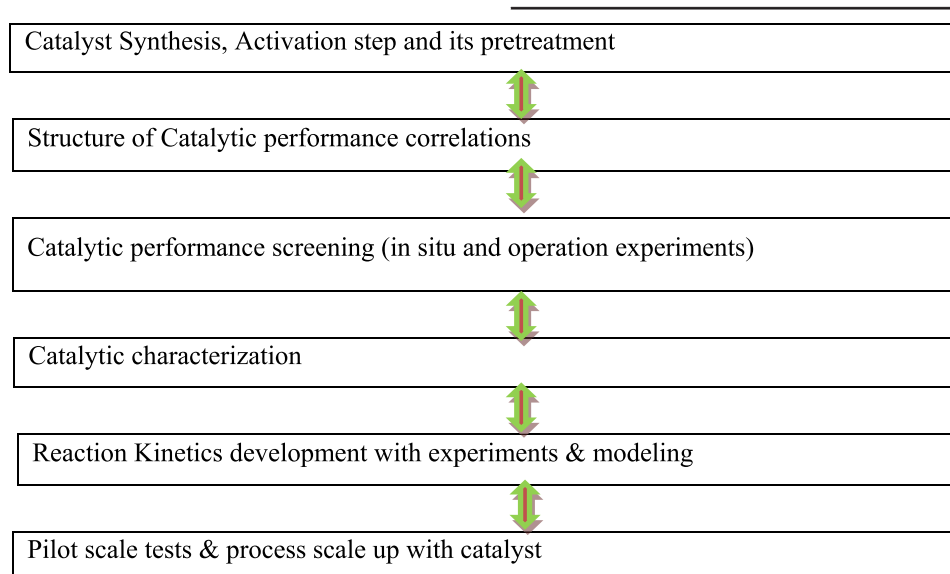 Catalyst Synthesis, Activation step and its pretreatment
Structure of Catalytic performance correlations
Catalytic performance screening (in situ and operation experiments)
Catalytic characterization
Reaction Kinetics development with experiments & modeling
Pilot scale tests & process scale up with catalyst